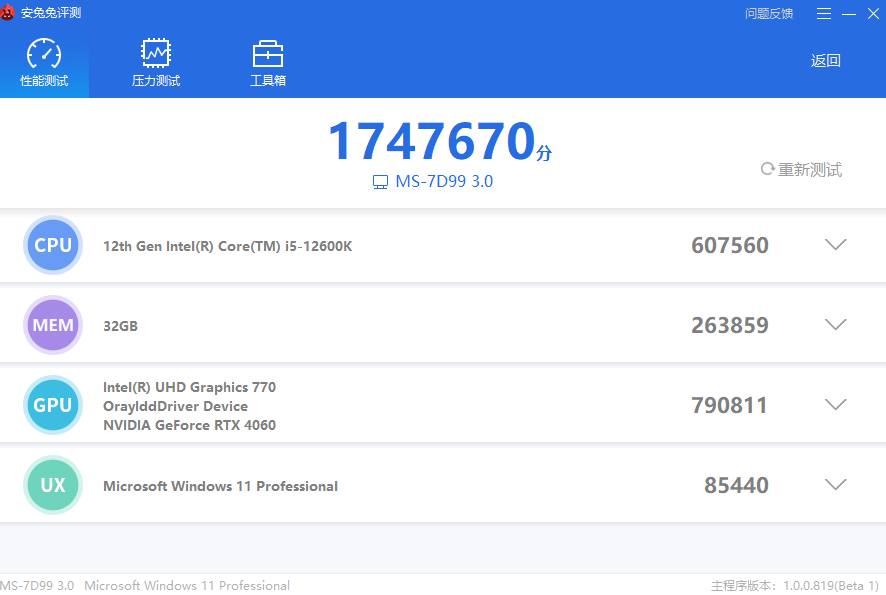 安兔兔评测
问题反馈
性能测试
压力测试
工具箱
返回
1747670分
MS-7D99 3.0
重新测试
CPU
12th Gen Intel(R) Core(TM) i5-12600K
607560
MEM
32GB
263859
GPU
Intel(R) UHD Graphics 770
OrayIddDriver Device
NVIDIA GeForce RTX 4060
790811
UX
Microsoft Windows 11 Professional
85440
MS-7D99 3.0 Microsoft Windows 11 Professional
主程序版本：1.0.0.819(Beta 1)